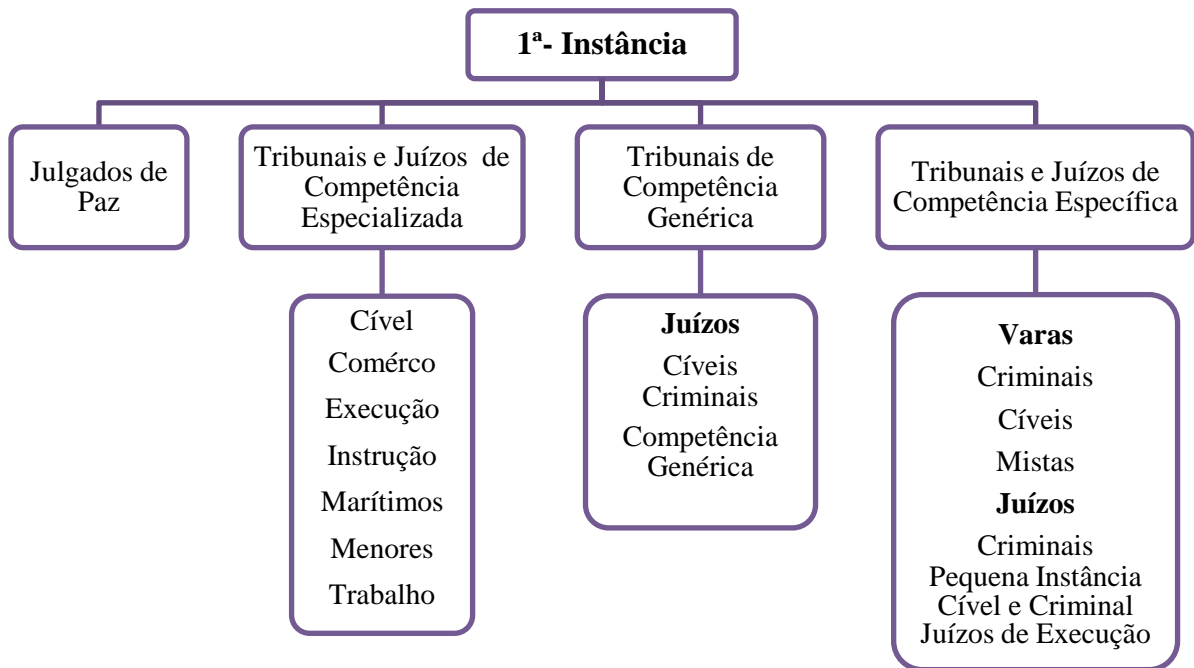 1ª- Instância
Julgados de
Paz
Tribunais e Juízos de
Competência
Especializada
Tribunais de
Competência
Genérica
Tribunais e Juízos de
Competência Específica
Cível
Comérco
Execução
Instrução
Marítimos
Menores
Trabalho
Juízos
Cíveis
Criminais
Competência
Genérica
Varas
Criminais
Cíveis
Mistas
Juízos
Criminais
Pequena Instância
Cível e Criminal
Juízos de Execução